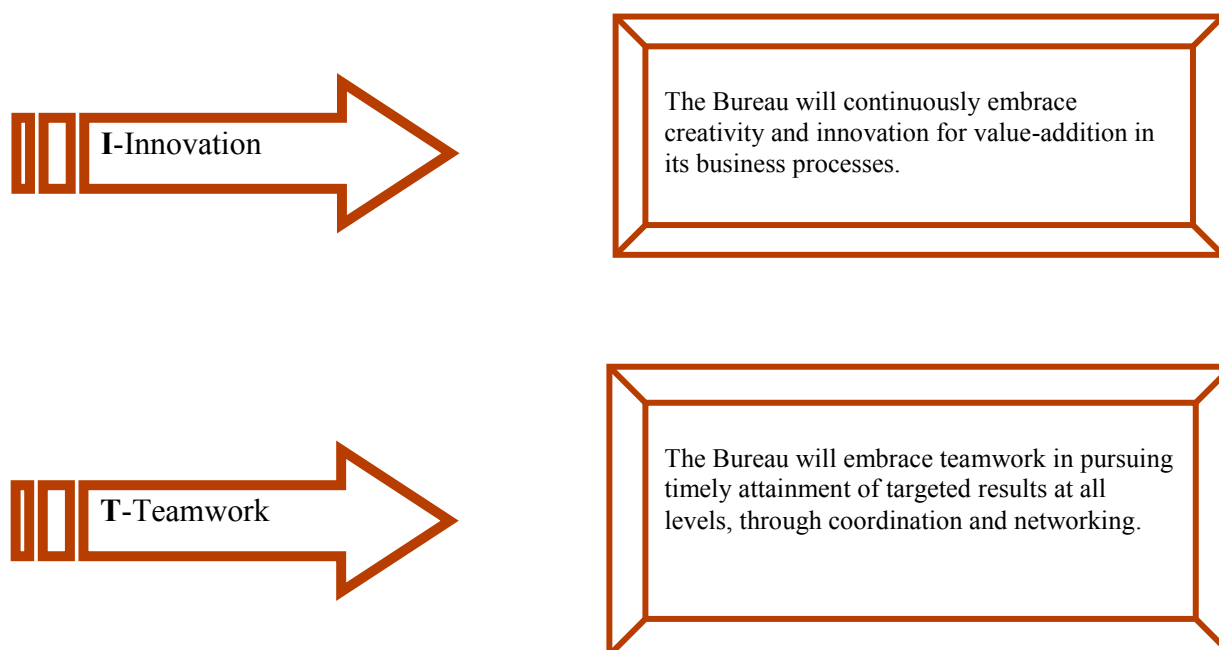 I-Innovation
The Bureau will continuously embrace
creativity and innovation for value-addition in
its business processes.
T-Teamwork
The Bureau will embrace teamwork in pursuing
timely attainment of targeted results at all
levels, through coordination and networking.